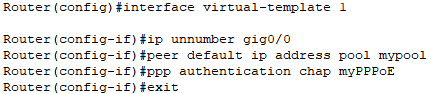 Router(config)#interface virtual-template 1
Router(config-if)#ip unnumber gig0/0
Router(config-if)#peer default ip address pool mypool
Router(config-if)#ppp authentication chap myPPPoE
Router(config-if)#exit